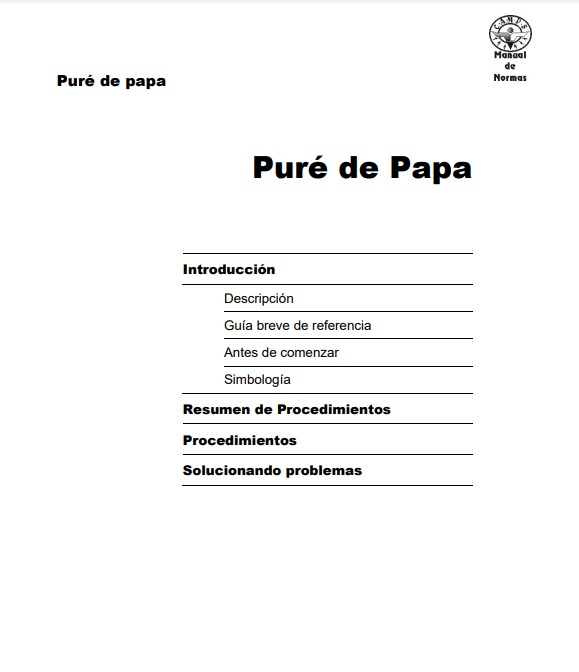 C·A·M·P·S
Manual
de
Normas
Puré de papa
Puré de Papa
Introducción
Descripción
Guía breve de referencia
Antes de comenzar
Simbología
Resumen de Procedimientos
Procedimientos
Solucionando problemas